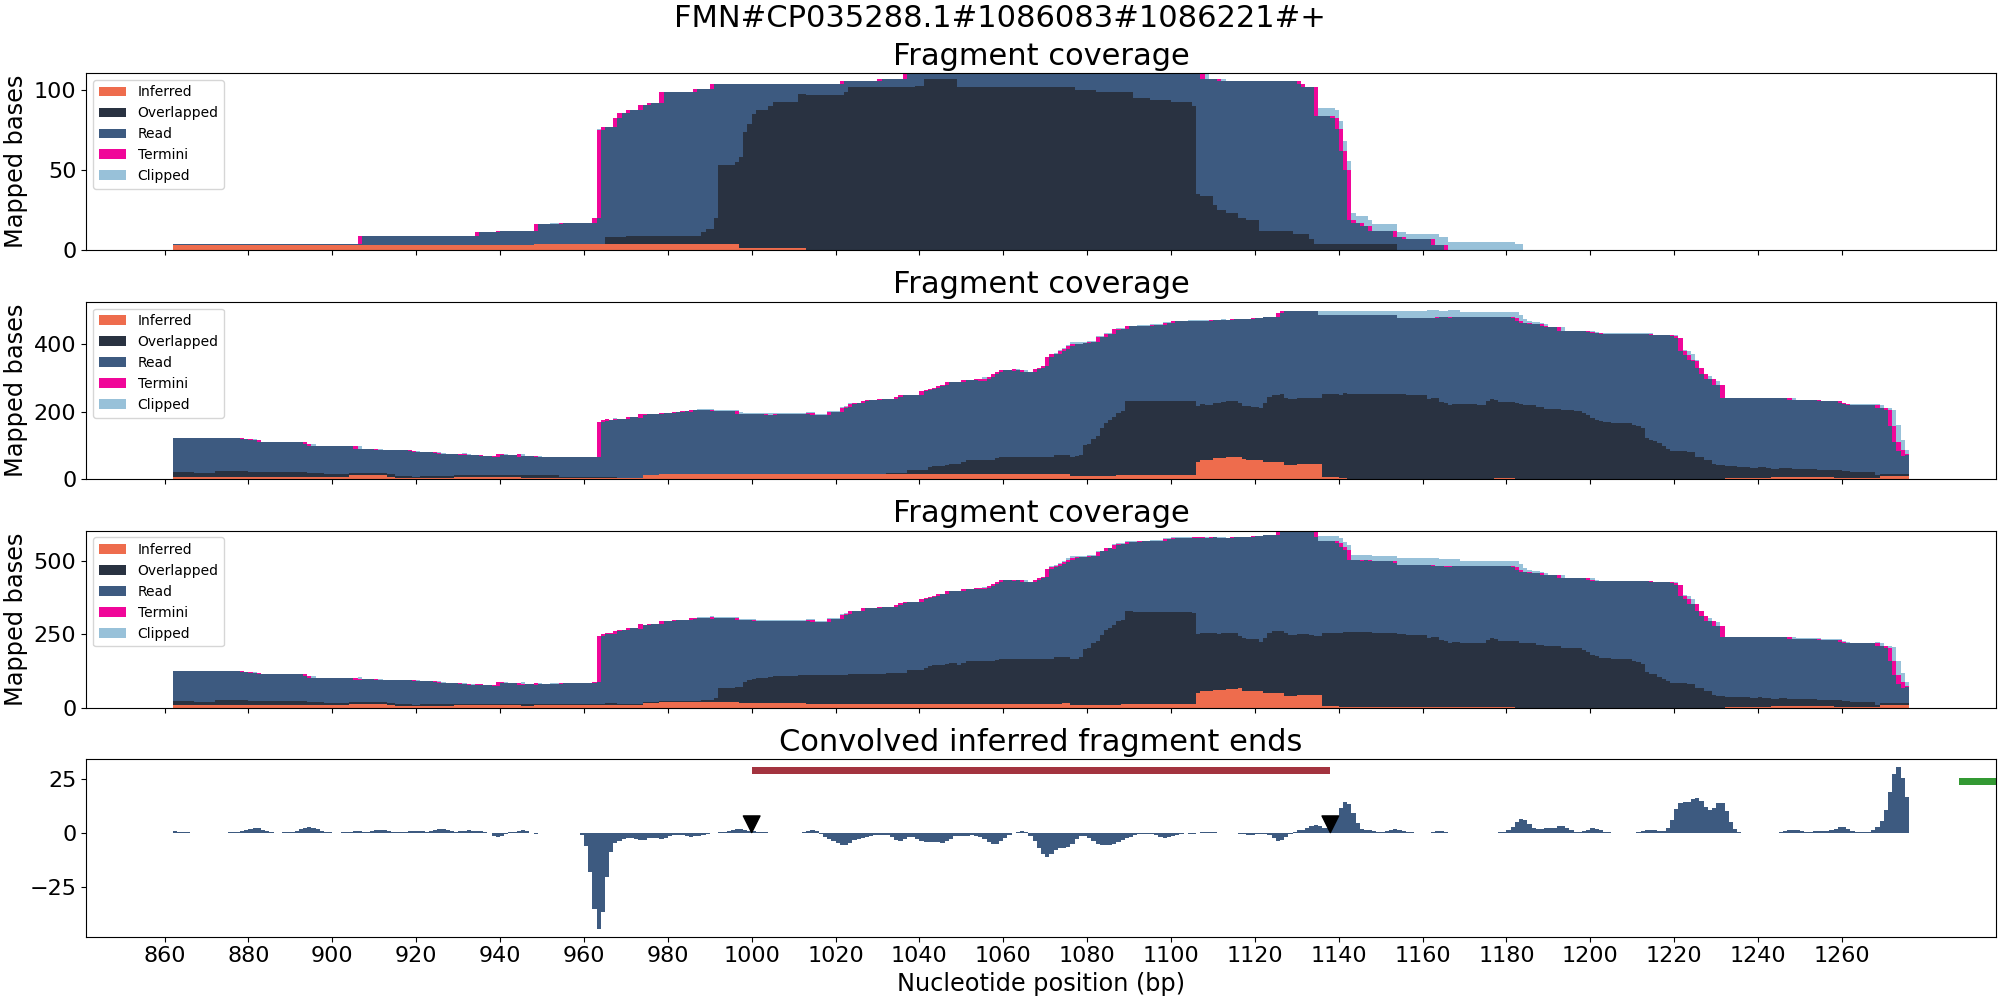 FMN#CP035288.1#1086083#1086221#+
Fragment coverage
Mapped bases
100
50
0
Inferred
Overlapped
Read
Termini
Clipped
Fragment coverage
Mapped bases
400
200
0
Inferred
Overlapped
Read
Termini
Clipped
Fragment coverage
Mapped bases
500
250
0
Inferred
Overlapped
Read
Termini
Clipped
Convolved inferred fragment ends
25
0
−25
860 880 900 920 940 960 980 1000 1020 1040 1060 1080 1100 1120 1140 1160 1180 1200 1220 1240 1260
Nucleotide position (bp)